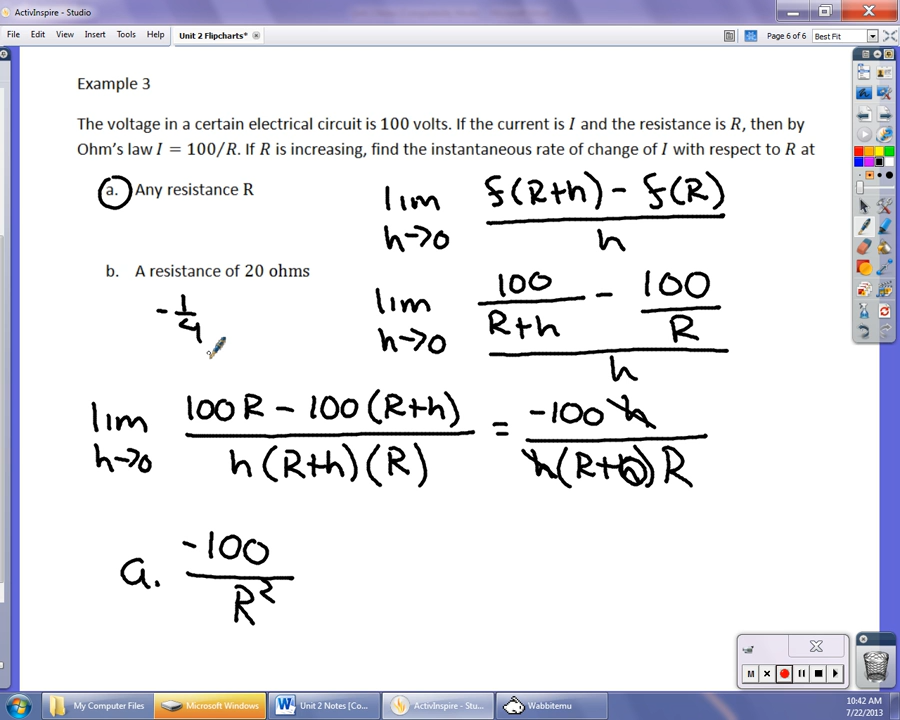 ActivInspire - Studio
File Edit View Insert Tools Help Unit 2 Flipcharts* Page 6 of 6 Best Fit
Example 3
The voltage in a certain electrical circuit is 100 volts. If the current is I and the resistance is R, then by
Ohm's law I = 100/R. If R is increasing, find the instantaneous rate of change of I with respect to R at
a. Any resistance R
lim h→0 f(R+h) - f(R) / h
b. A resistance of 20 ohms
-1/4
lim h→0 100/(R+h) - 100/R / h
lim h→0 100R - 100(R+h) / h(R+h)(R) = -100h / h(R+0)R
a. -100 / R²
M
My Computer Files Microsoft Windows Unit 2 Notes [Co... ActivInspire - Stu... Wabbitemu
10:42 AM
7/22/2013